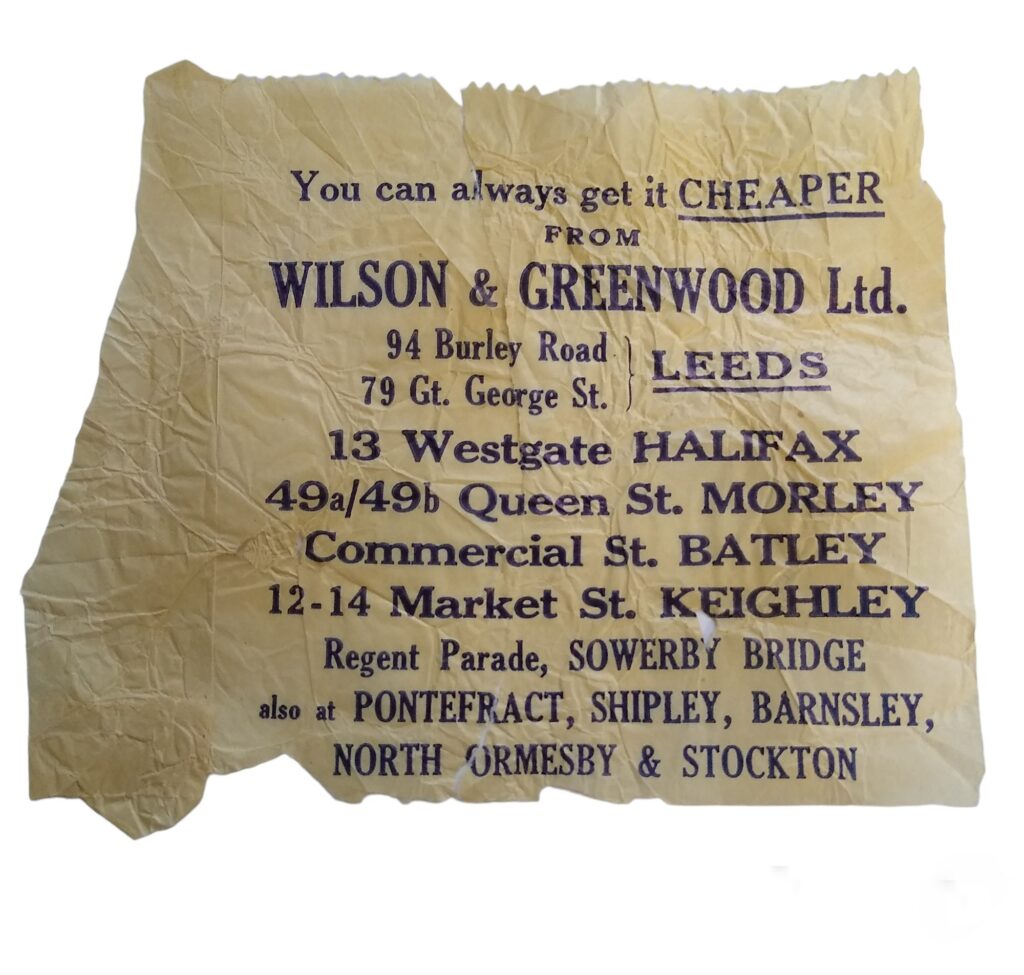 You can always get it CHEAPER
FROM
WILSON & GREENWOOD Ltd.
94 Burley Road
79 Gt. George St.
} LEEDS
13 Westgate HALIFAX
49a/49b Queen St. MORLEY
Commercial St. BATLEY
12-14 Market St. KEIGHLEY
Regent Parade, SOWERBY BRIDGE
also at PONTEFRACT, SHIPLEY, BARNSLEY,
NORTH ORMESBY & STOCKTON